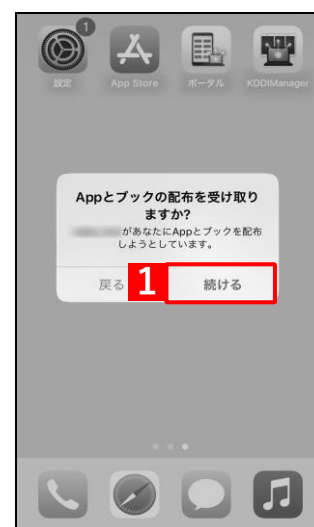 1
設定
App Store
ポータル
KDDIManager
Appとブックの配布を受け取り
ますか?
があなたにAppとブックを配布
しようとしています。
戻る
1
続ける